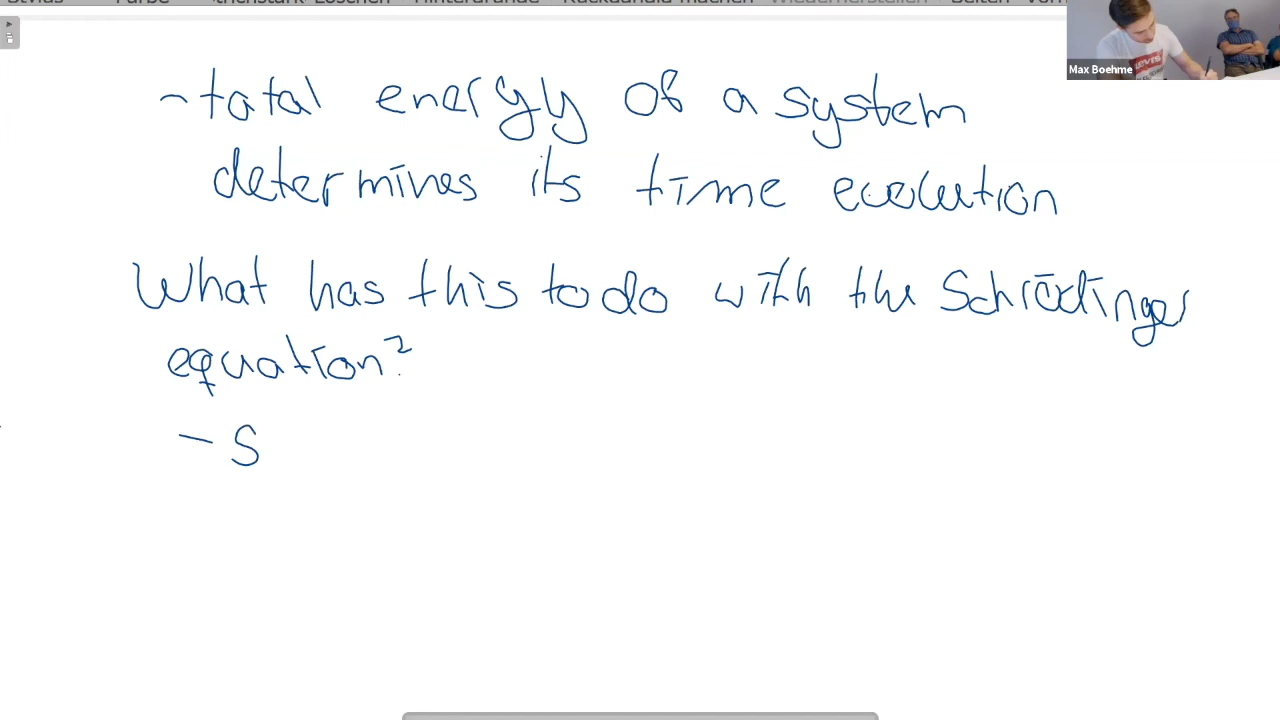 Max Boehme
- total energy of a system
determines its time evolution
What has this to do with the Schrödinger
equation?
- S